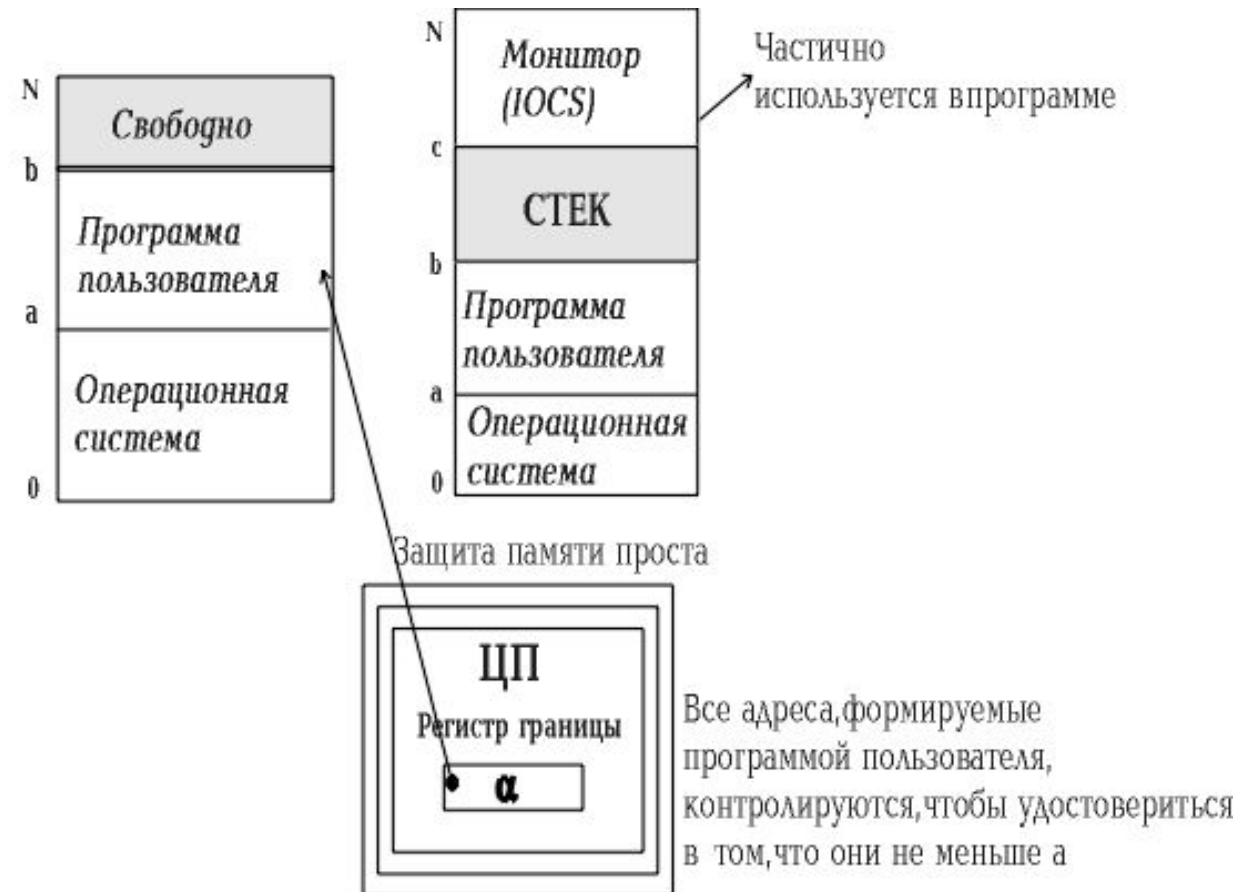 N
Свободно
b
Программа
пользователя
a
Операционная
система
0
N
Монитор
(IOCS)
c
СТЕК
b
Программа
пользователя
a
Операционная
система
0
Частично
используется впрограмме
Защита памяти проста
ЦП
Регистр границы
α
Все адреса,формируемые
программой пользователя,
контролируются,чтобы удостовериться
в том,что они не меньше а